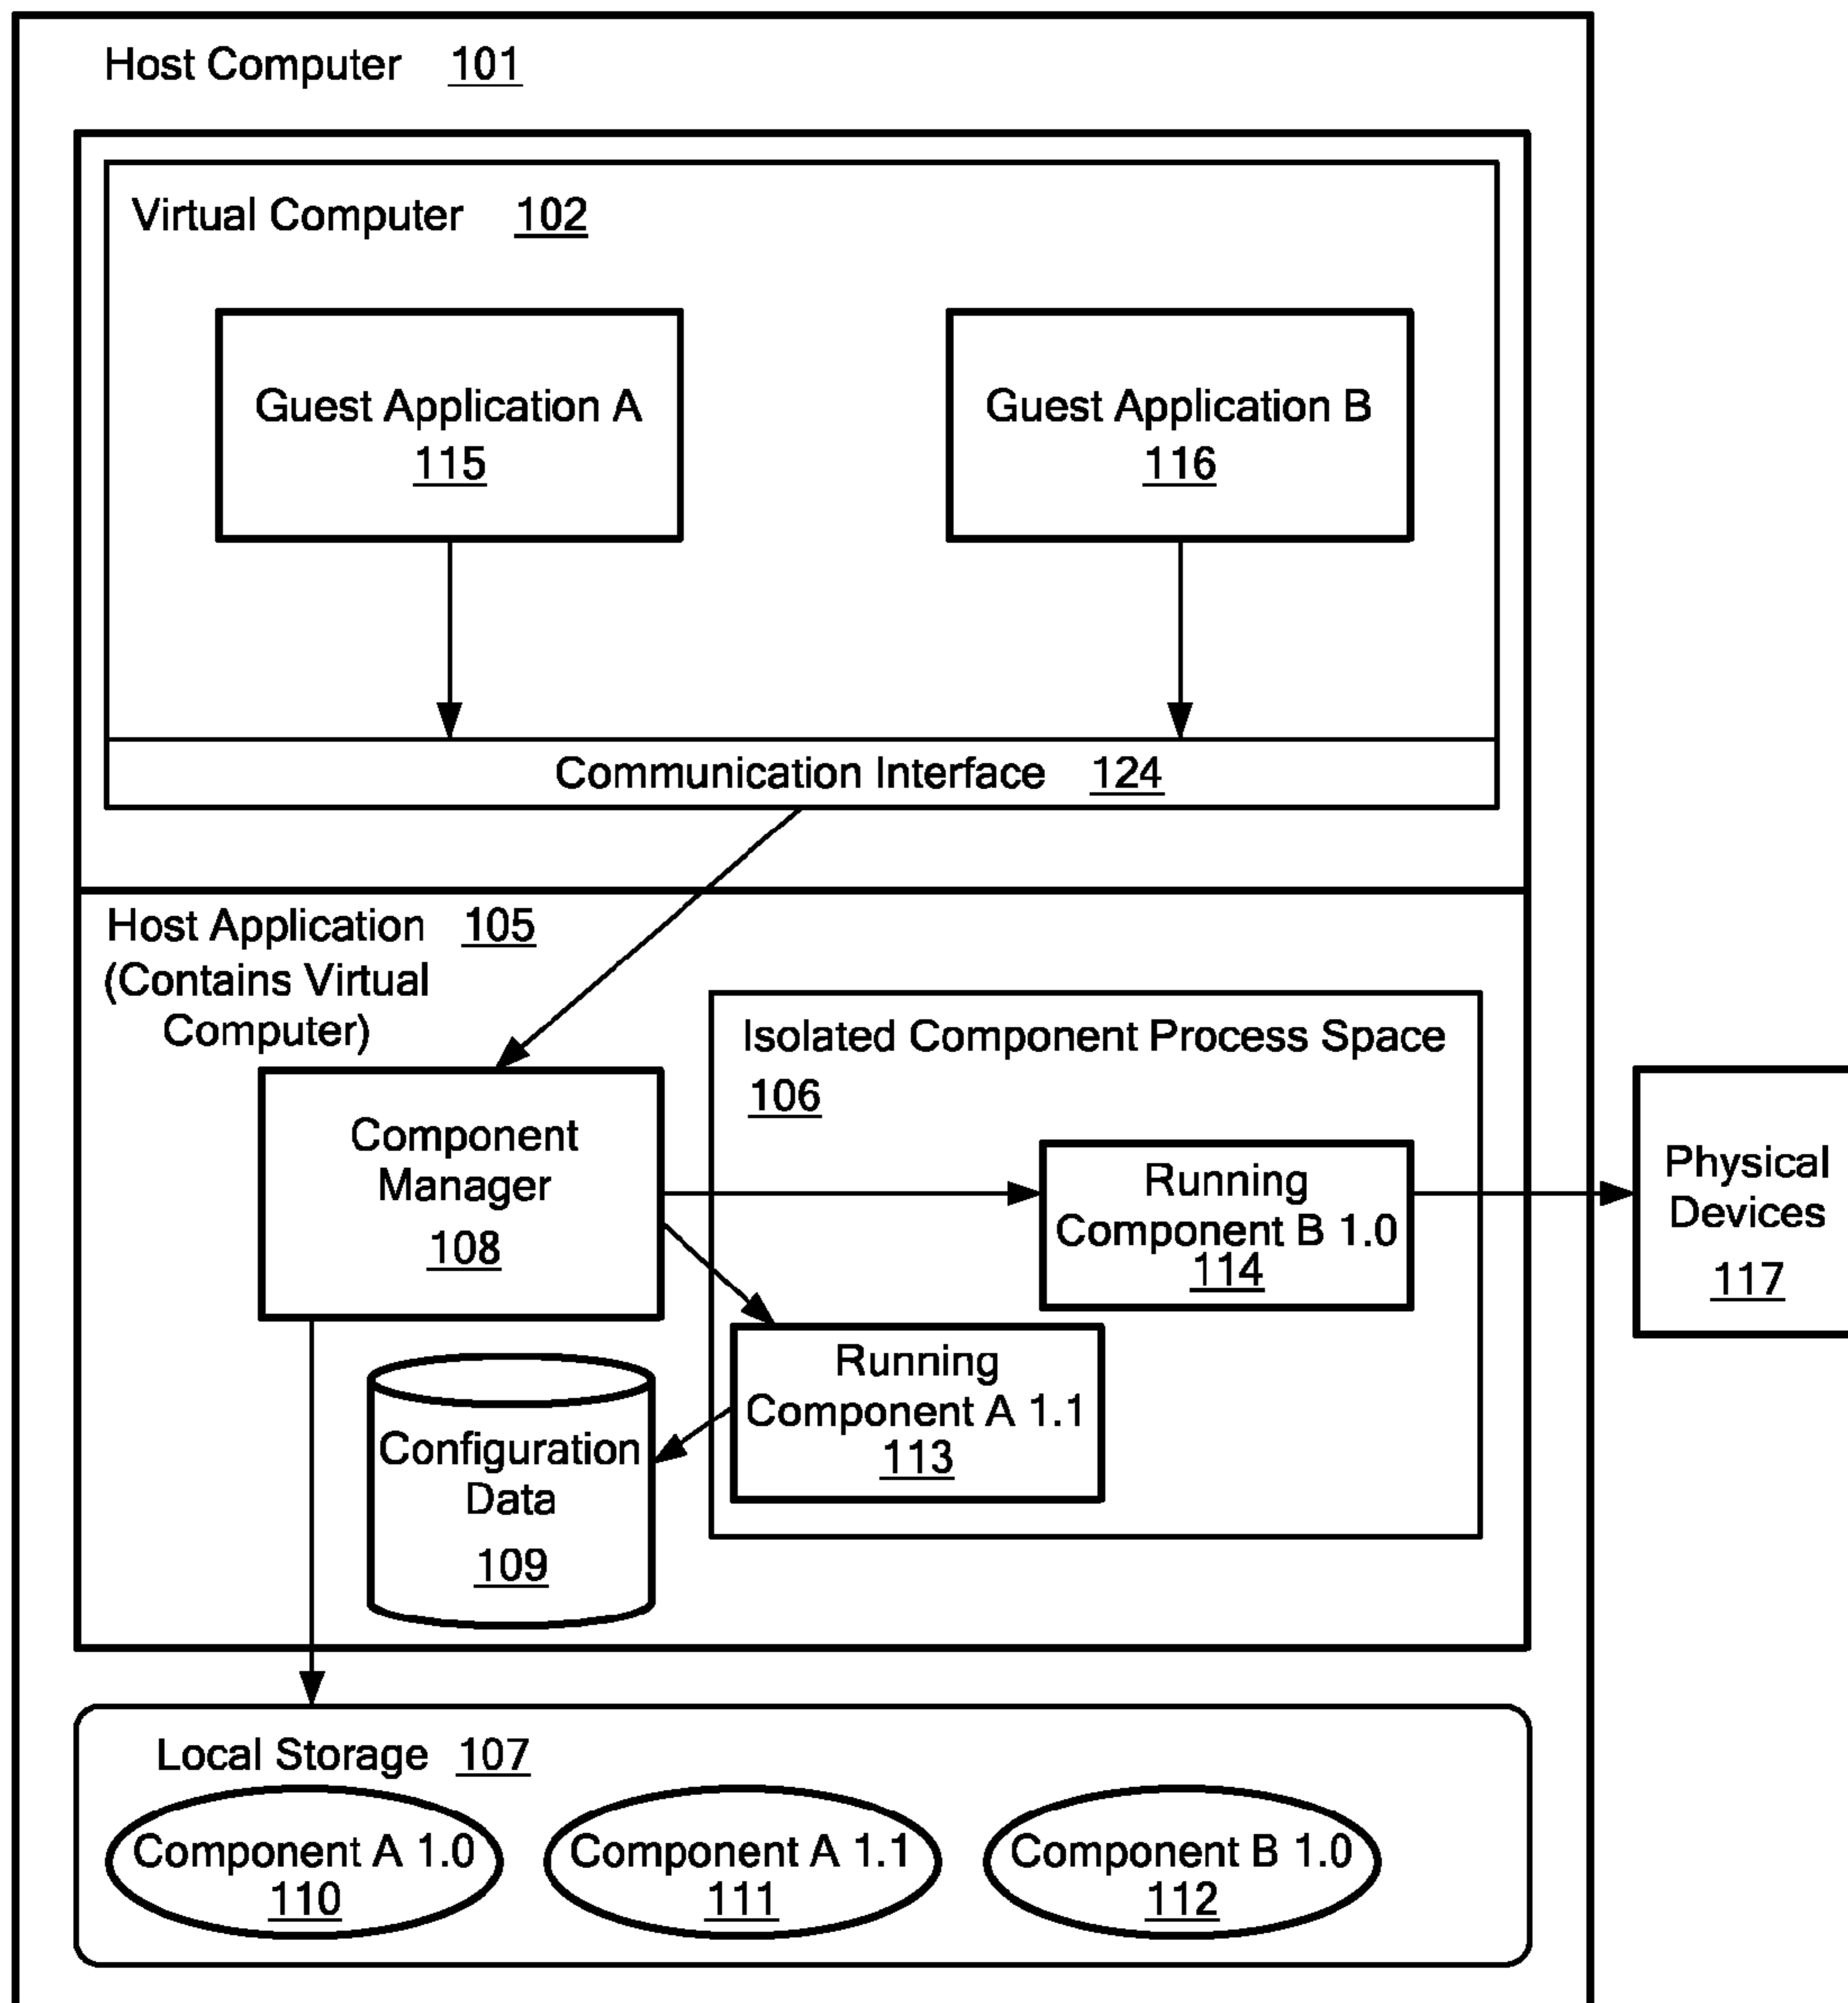 Host Computer 101
Virtual Computer 102
Guest Application A
115
Guest Application B
116
Communication Interface 124
Host Application 105
(Contains Virtual
Computer)
Isolated Component Process Space
106
Component
Manager
108
Running
Component B 1.0
114
Physical
Devices
117
Running
Component A 1.1
113
Configuration
Data
109
Local Storage 107
Component A 1.0
110
Component A 1.1
111
Component B 1.0
112